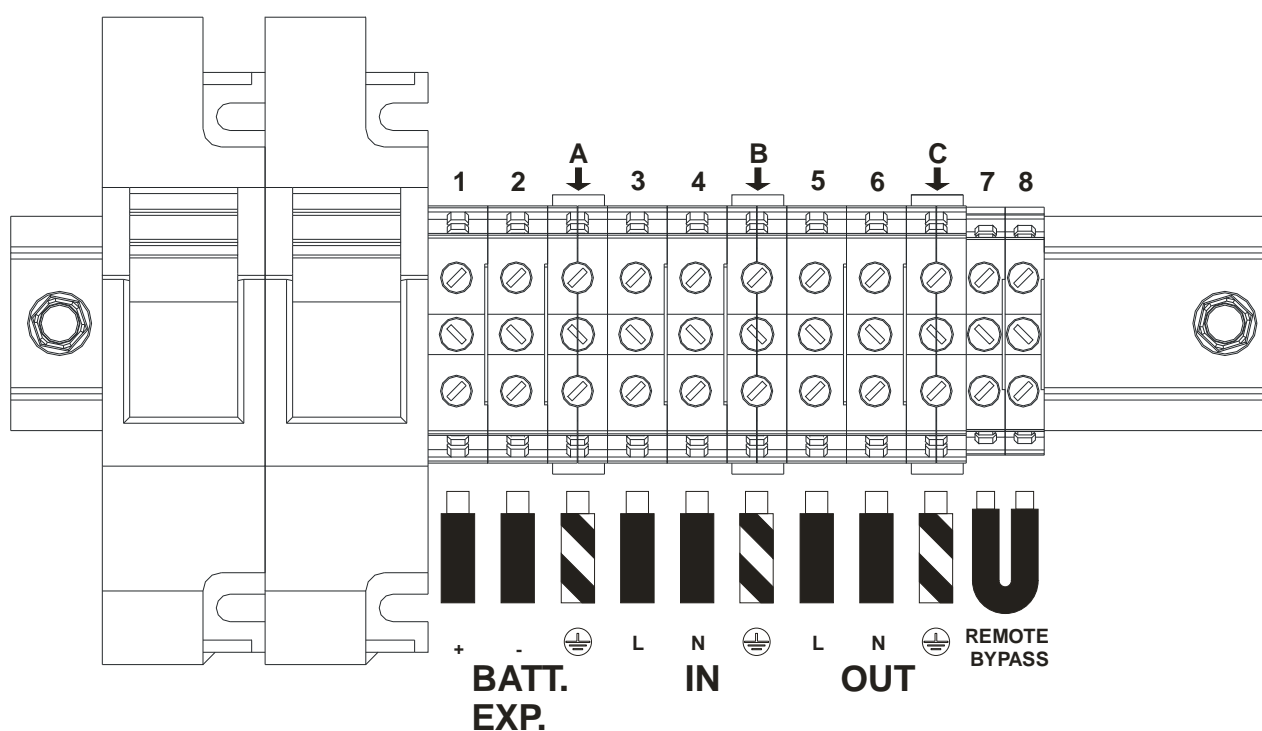 A B C
1 2 3 4 5 6 7 8
+ - L N L N REMOTE
BYPASS
BATT. IN OUT
EXP.